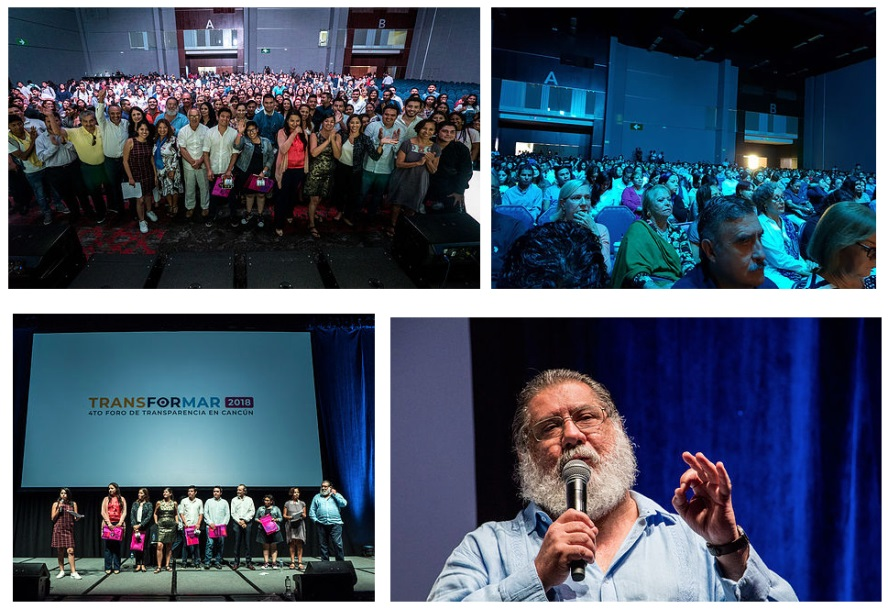 A
B
A
B
TRANSFORMAR 2018
4TO FORO DE TRANSPARENCIA EN CANCÚN